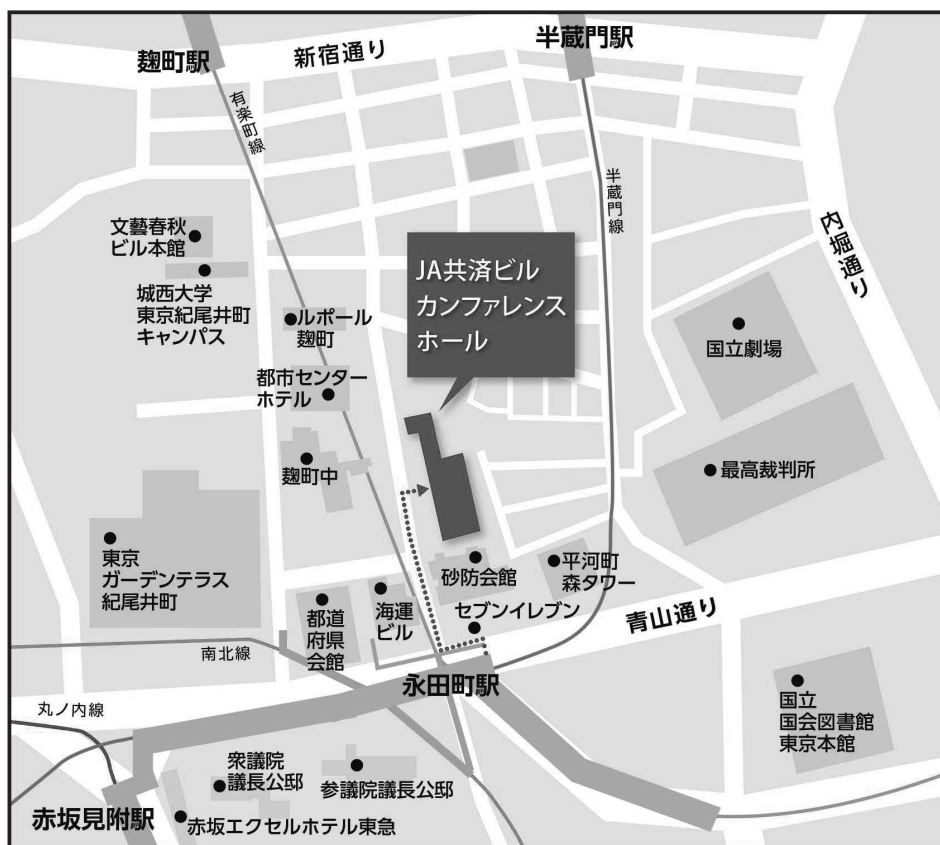 麹町駅
新宿通り
半蔵門駅
有楽町線
半蔵門線
内堀通り
文藝春秋
ビル本館
城西大学
東京紀尾井町
キャンパス
JA共済ビル
カンファレンス
ホール
ルポール
麹町
国立劇場
都市センター
ホテル
麹町中
最高裁判所
東京
ガーデンテラス
紀尾井町
砂防会館
平河町
森タワー
セブンイレブン
海運
ビル
都道
府県
会館
青山通り
南北線
永田町駅
丸ノ内線
国立
国会図書館
東京本館
衆議院
議長公邸
参議院議長公邸
赤坂見附駅
赤坂エクセルホテル東急